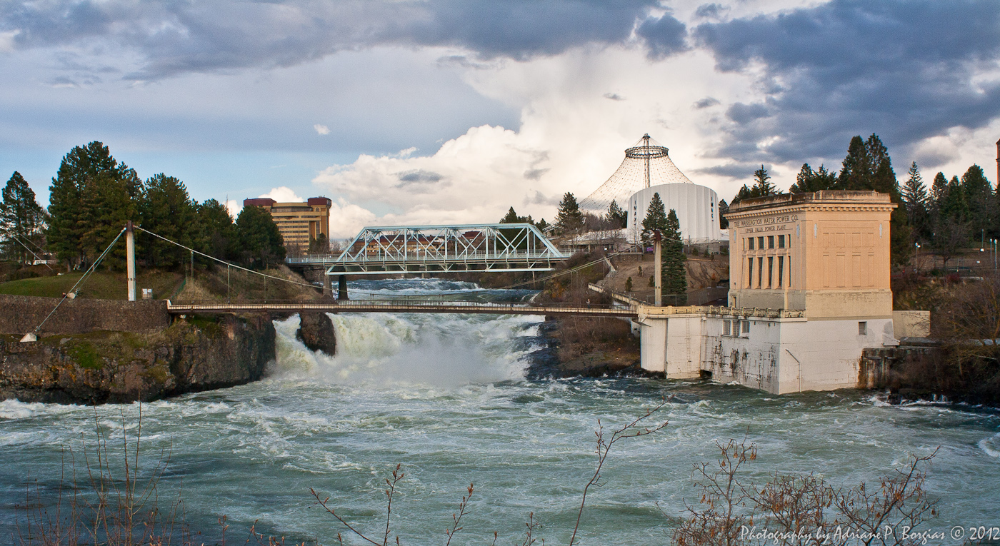 THE WASHINGTON WATER POWER CO.
UPPER FALLS POWER PLANT
Photography by Adriane P. Borgias © 2012